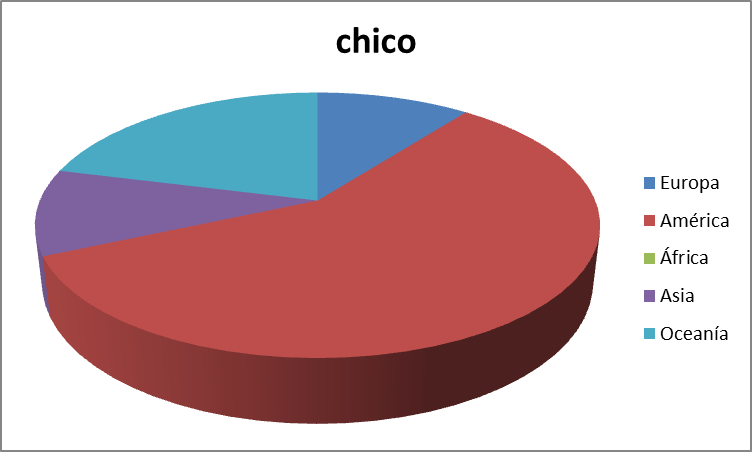 chico
Europa
América
África
Asia
Oceanía